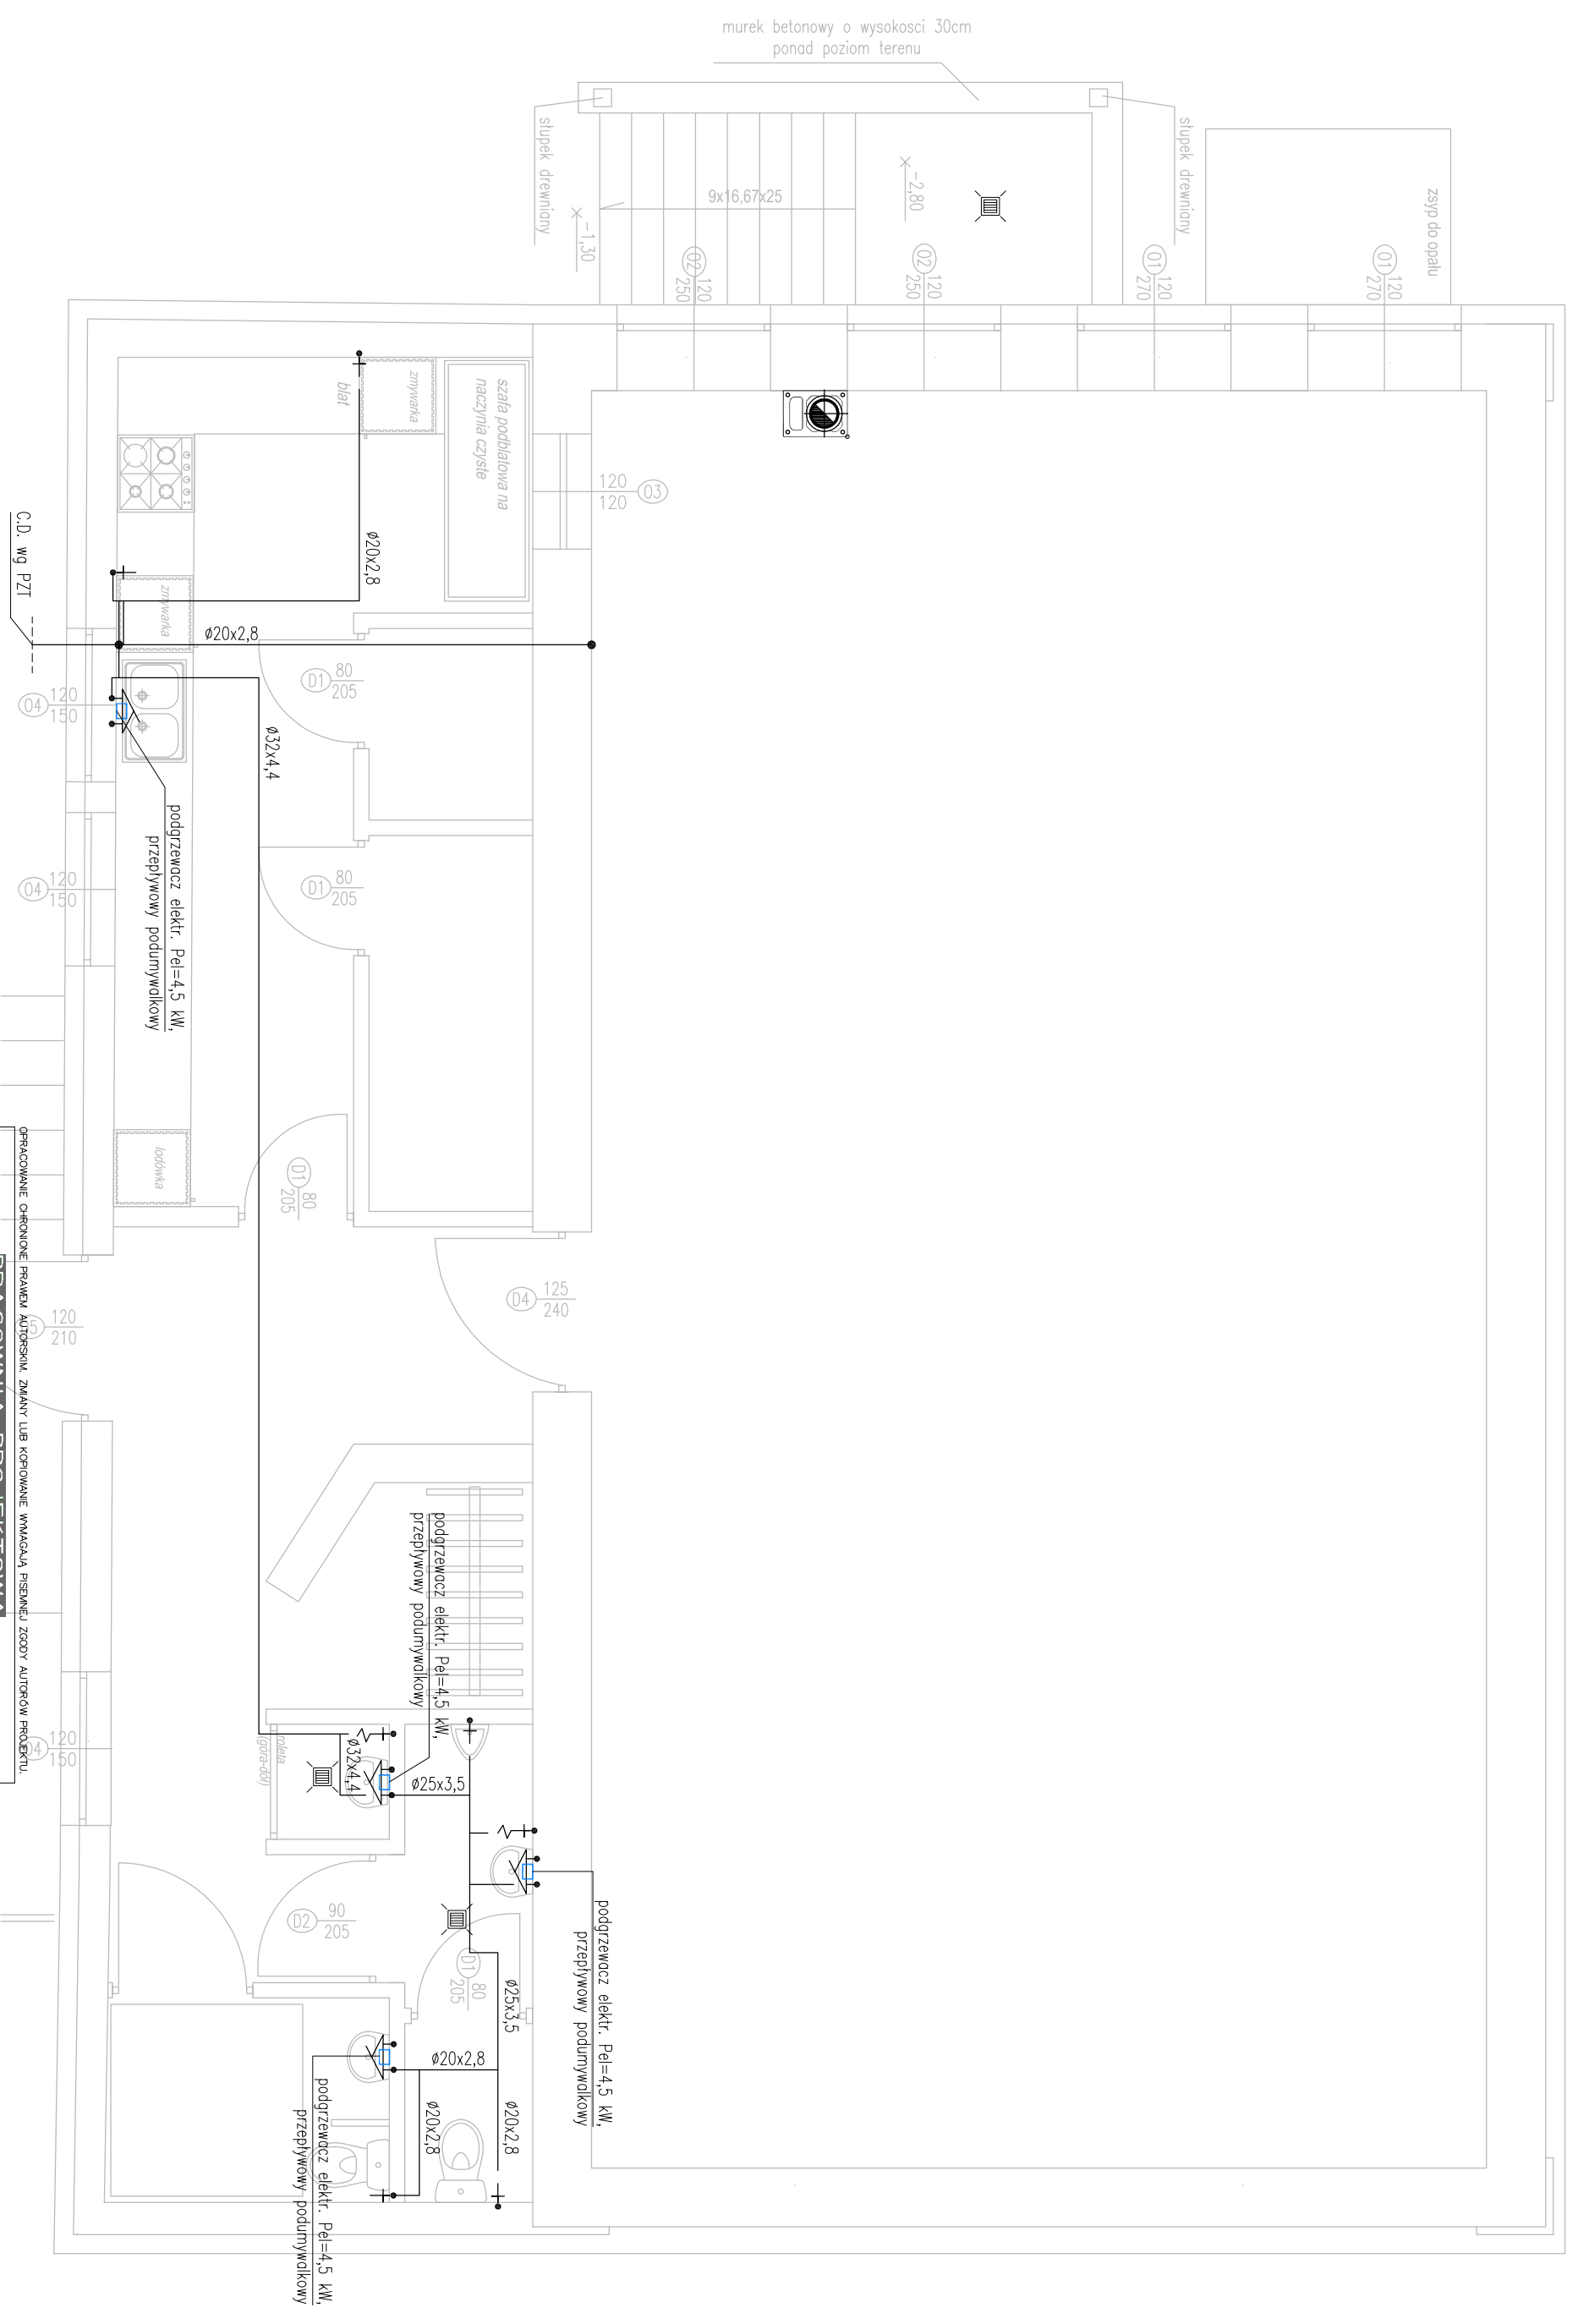 murek betonowy o wysokosci 30cm
ponad poziom terenu
słupek drewniany
słupek drewniany
zsyp do opału
-2,80
-1,30
9x16,67x25
O2 120
250
O2 120
250
O1 120
270
O1 120
270
zmywarka
blat
szafa podblatowa na
naczynia czyste
120
120 O3
ø20x2,8
C.D. wg PZT
zmywarka
ø20x2,8
D1 80
205
O4 120
150
ø32x4,4
podgrzewacz elektr. Pel=4,5 kW,
przepływowy podumywalkowy
D1 80
205
O4 120
150
lodówka
D1 80
205
D4 125
240
120
210
OPRACOWANIE CHRONIONE PRAWEM AUTORSKIM. ZMIANY LUB KOPIOWANIE WYMAGAJĄ PISEMNEJ ZGODY AUTORÓW PROJEKTU.
podgrzewacz elektr. Pel=4,5 kW,
przepływowy podumywalkowy
O4 120
150
roleta
(góra-dół)
ø32x4,4
ø25x3,5
podgrzewacz elektr. Pel=4,5 kW,
przepływowy podumywalkowy
D2 90
205
D1 80
205
ø25x3,5
ø20x2,8
ø20x2,8
ø20x2,8
podgrzewacz elektr. Pel=4,5 kW,
przepływowy podumywalkowy